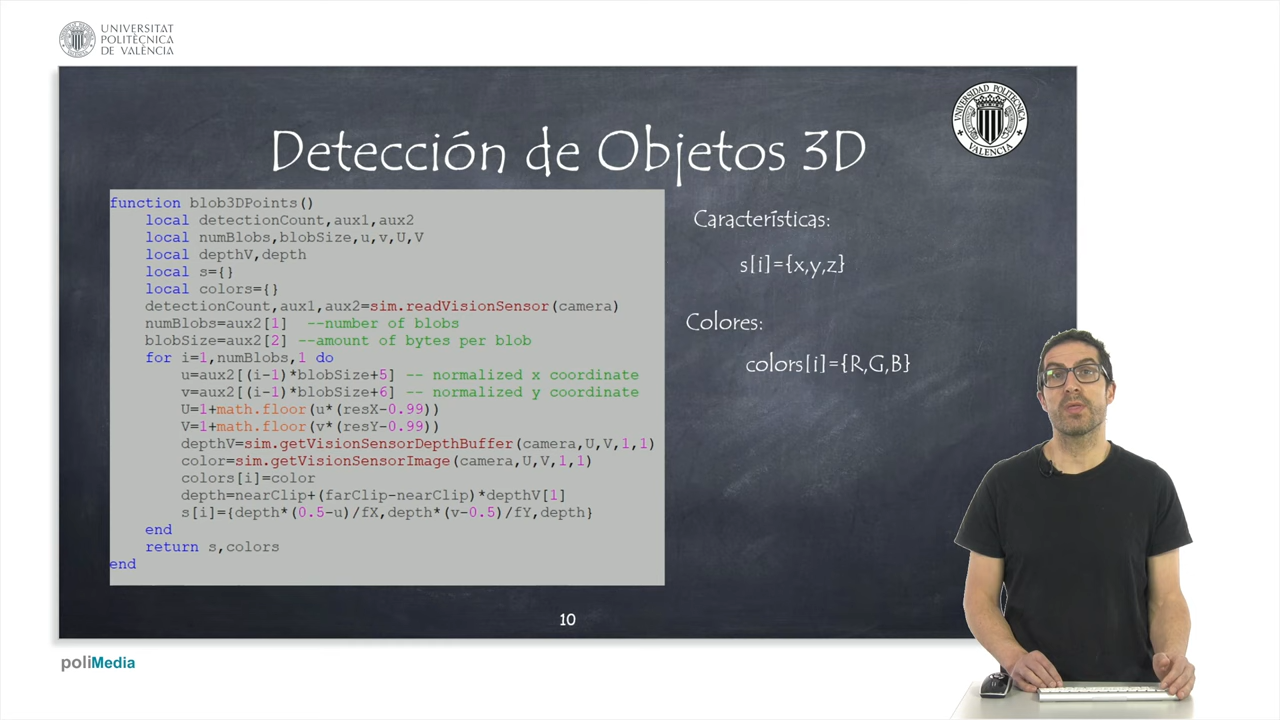 UNIVERSITAT
POLITÈCNICA
DE VALÈNCIA
UNIVERSIDAD POLITECNICA
VALENCIA
Detección de Objetos 3D
function blob3DPoints()
    local detectionCount,aux1,aux2
    local numBlobs,blobSize,u,v,U,V
    local depthV,depth
    local s={}
    local colors={}
    detectionCount,aux1,aux2=sim.readVisionSensor(camera)
    numBlobs=aux2[1]  --number of blobs
    blobSize=aux2[2] --amount of bytes per blob
    for i=1,numBlobs,1 do
        u=aux2[(i-1)*blobSize+5] -- normalized x coordinate
        v=aux2[(i-1)*blobSize+6] -- normalized y coordinate
        U=1+math.floor(u*(resX-0.99))
        V=1+math.floor(v*(resY-0.99))
        depthV=sim.getVisionSensorDepthBuffer(camera,U,V,1,1)
        color=sim.getVisionSensorImage(camera,U,V,1,1)
        colors[i]=color
        depth=nearClip+(farClip-nearClip)*depthV[1]
        s[i]={depth*(0.5-u)/fX,depth*(v-0.5)/fY,depth}
    end
    return s,colors
end
Características:
s[i]={x,y,z}
Colores:
colors[i]={R,G,B}
10
poliMedia